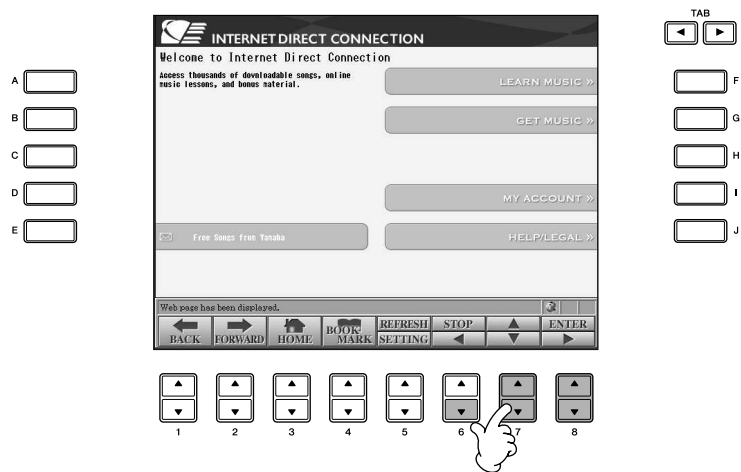 TAB
INTERNET DIRECT CONNECTION
Welcome to Internet Direct Connection
Access thousands of downloadable songs, online
music lessons, and bonus material.
LEARN MUSIC »
GET MUSIC »
MY ACCOUNT »
Free Songs from Yamaha
HELP/LEGAL »
Web page has been displayed.
BACK
FORWARD
HOME
BOOK-
MARK
REFRESH
SETTING
STOP
ENTER
A
B
C
D
E
F
G
H
I
J
1 2 3 4 5 6 7 8